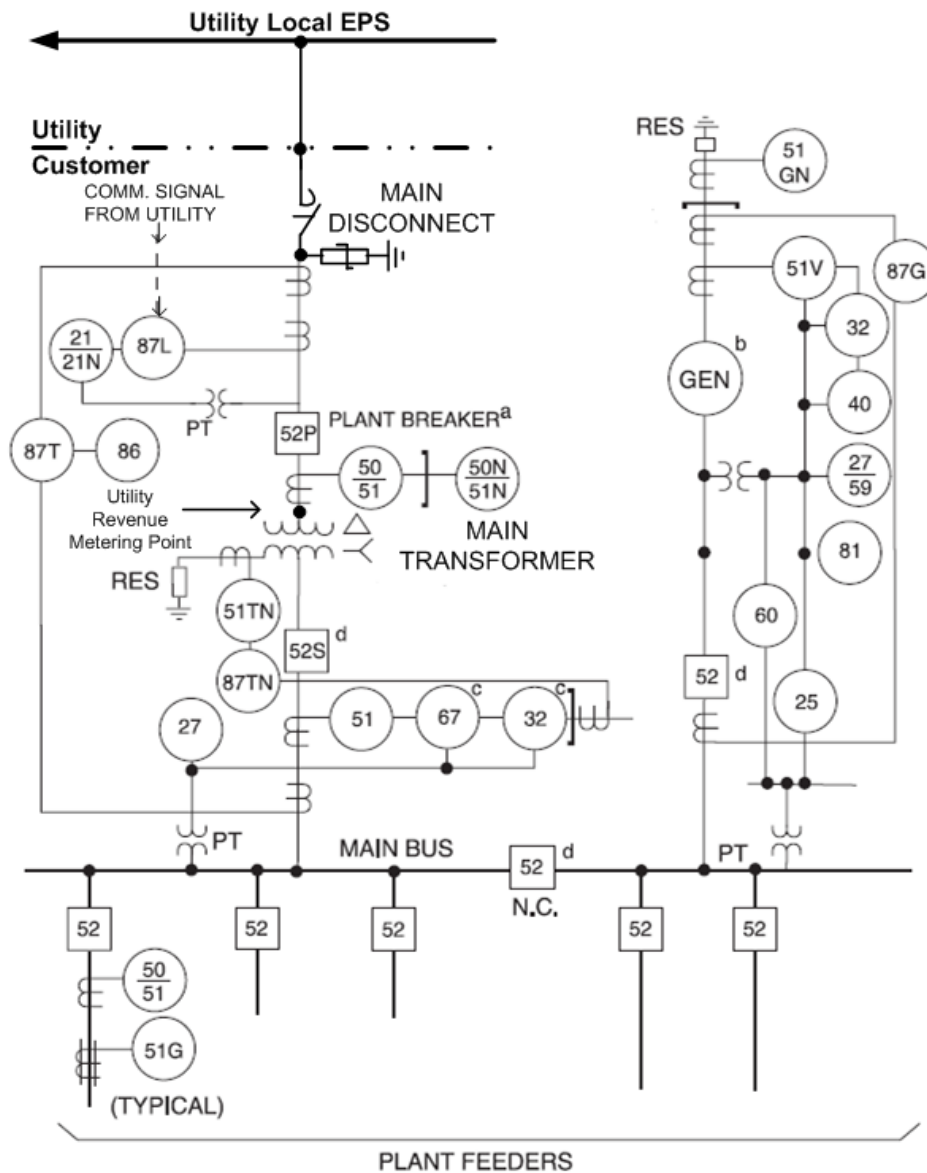 Utility Local EPS
Utility
Customer
COMM. SIGNAL
FROM UTILITY
MAIN
DISCONNECT
RES
51
GN
51V
87G
32
b
GEN
40
27
59
81
60
25
52
d
21
21N
87L
PT
52P
PLANT BREAKERa
87T
86
50
51
50N
51N
Utility
Revenue
Metering Point
MAIN
TRANSFORMER
RES
51TN
52S
d
87TN
27
51
67
c
32
c
PT
MAIN BUS
52
d
N.C.
PT
52
52
52
52
52
50
51
51G
(TYPICAL)
PLANT FEEDERS